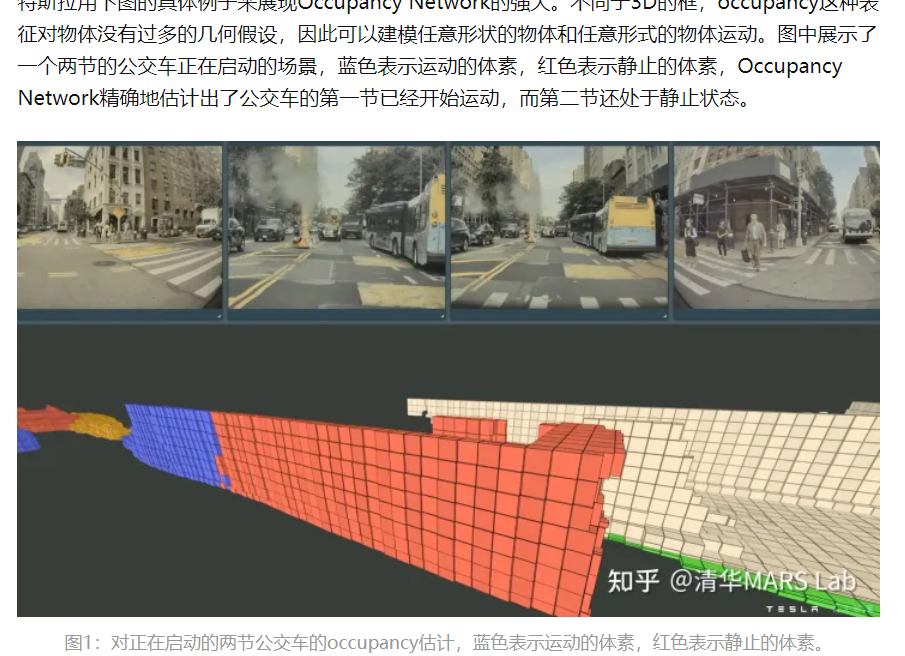 特斯拉用下图的具体例子来展现Occupancy Network的强大。不同于3D的框，occupancy这种表
征对物体没有过多的几何假设，因此可以建模任意形状的物体和任意形式的物体运动。图中展示了
一个两节的公交车正在启动的场景，蓝色表示运动的体素，红色表示静止的体素，Occupancy
Network精确地估计出了公交车的第一节已经开始运动，而第二节还处于静止状态。
知乎 @清华MARS Lab
TESLA
图1：对正在启动的两节公交车的occupancy估计，蓝色表示运动的体素，红色表示静止的体素。